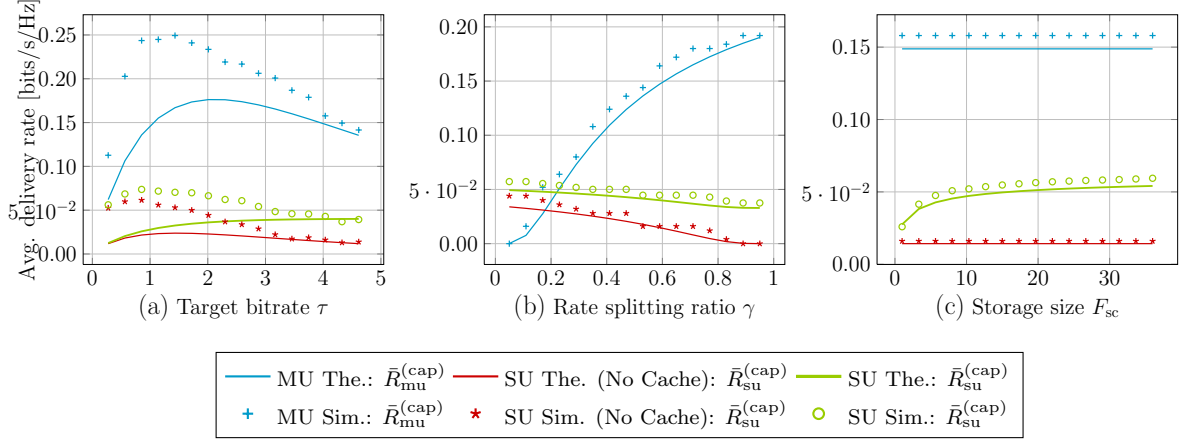 Avg. delivery rate [bits/s/Hz]
0.25
0.20
0.15
0.10
5 · 10⁻²
0.00
0 1 2 3 4 5
(a) Target bitrate τ
0.20
0.15
0.10
5 · 10⁻²
0.00
0 0.2 0.4 0.6 0.8 1
(b) Rate splitting ratio γ
0.15
0.10
5 · 10⁻²
0.00
0 10 20 30
(c) Storage size F_sc
MU The.: R̄_mu^(cap) SU The. (No Cache): R̄_su^(cap) SU The.: R̄_su^(cap)
MU Sim.: R̄_mu^(cap) SU Sim. (No Cache): R̄_su^(cap) SU Sim.: R̄_su^(cap)